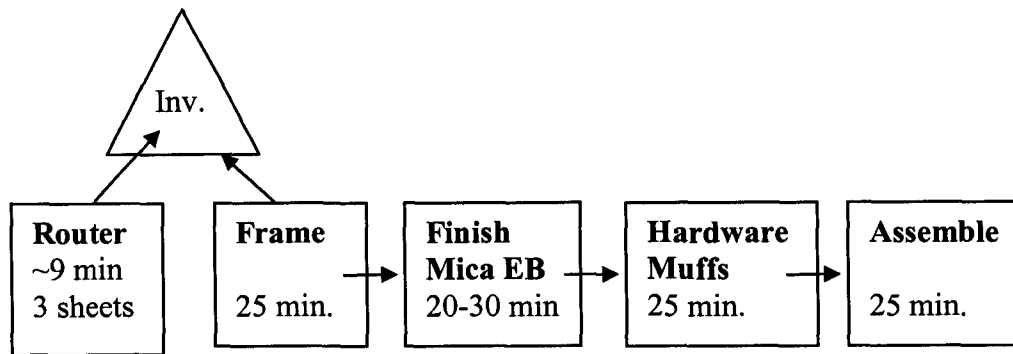 Inv.
Router
~9 min
3 sheets
Frame
25 min.
Finish
Mica EB
20-30 min
Hardware
Muffs
25 min.
Assemble
25 min.